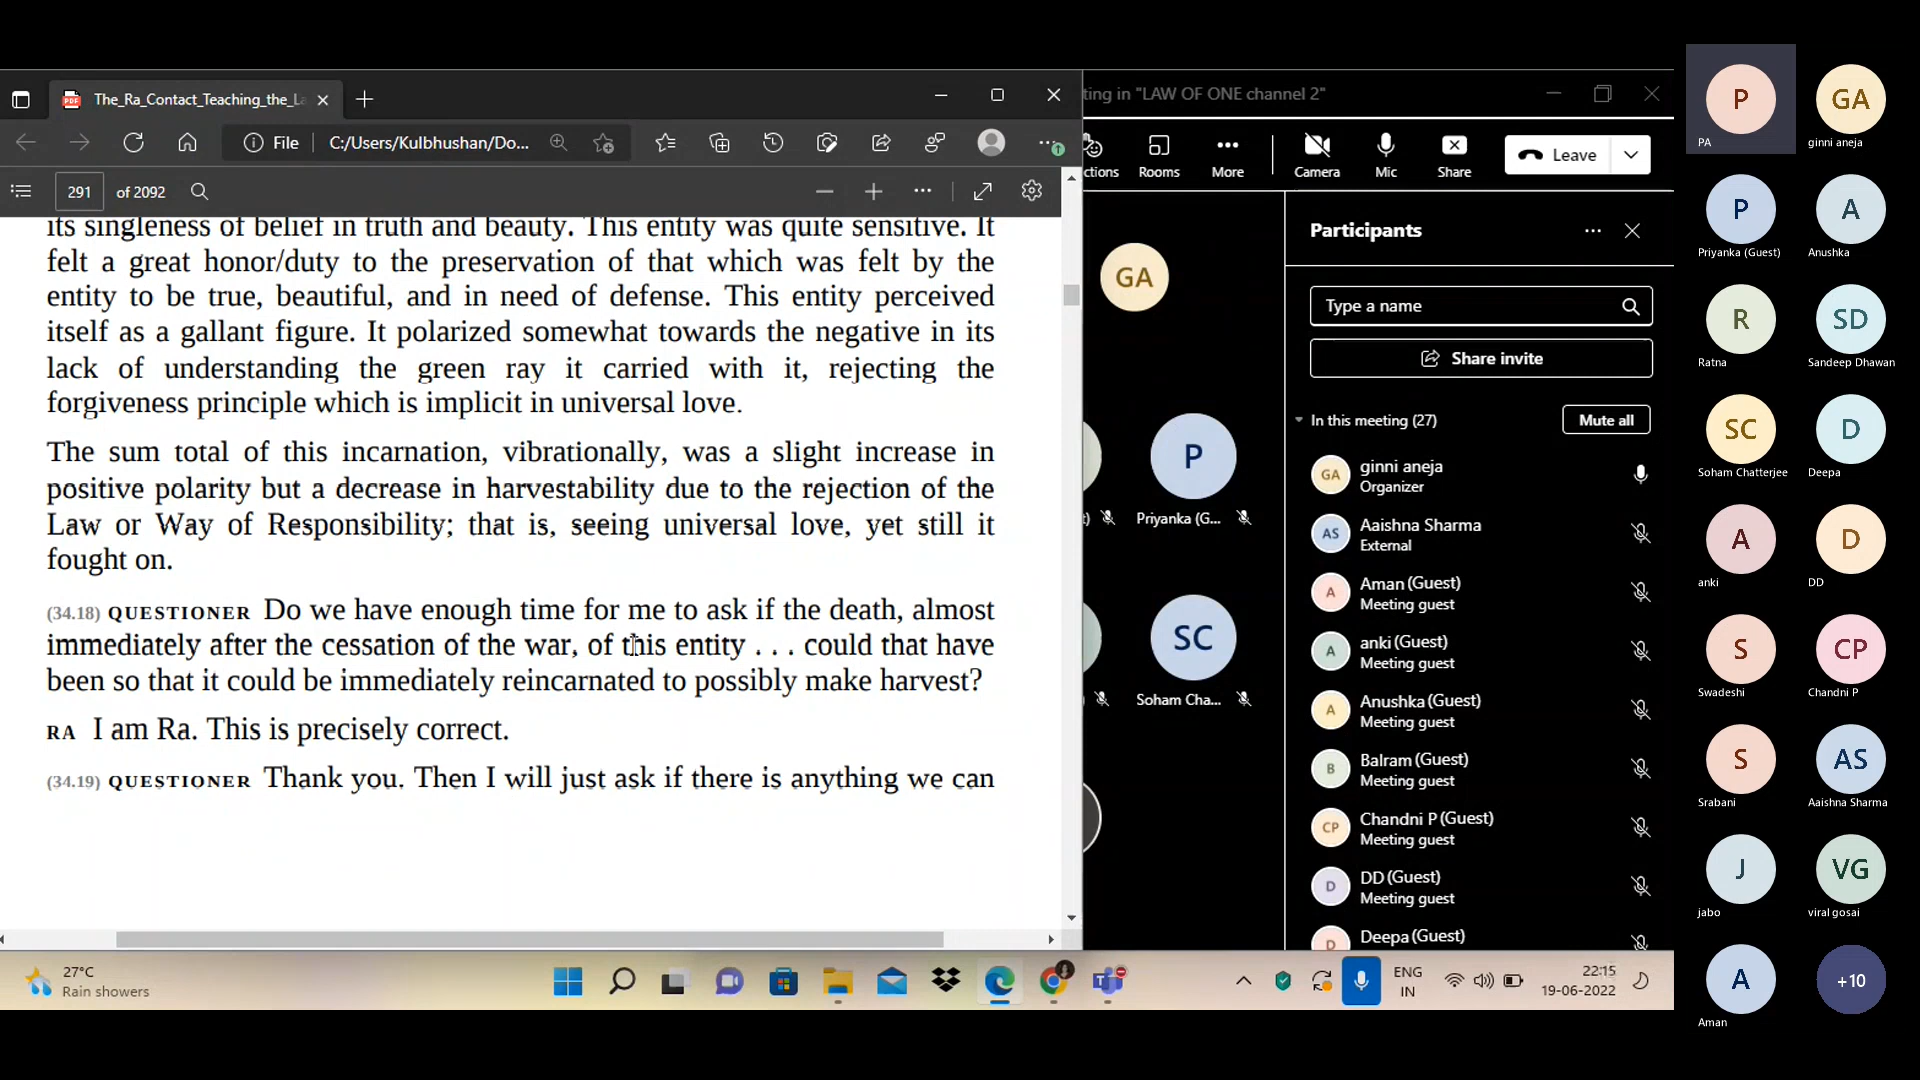 The_Ra_Contact_Teaching_the_La
File
C:/Users/Kulbhushan/Do...
291 of 2092
its singleness of belief in truth and beauty. This entity was quite sensitive. It
felt a great honor/duty to the preservation of that which was felt by the
entity to be true, beautiful, and in need of defense. This entity perceived
itself as a gallant figure. It polarized somewhat towards the negative in its
lack of understanding the green ray it carried with it, rejecting the
forgiveness principle which is implicit in universal love.
The sum total of this incarnation, vibrationally, was a slight increase in
positive polarity but a decrease in harvestability due to the rejection of the
Law or Way of Responsibility; that is, seeing universal love, yet still it
fought on.
(34.18) QUESTIONER Do we have enough time for me to ask if the death, almost
immediately after the cessation of the war, of this entity . . . could that have
been so that it could be immediately reincarnated to possibly make harvest?
RA I am Ra. This is precisely correct.
(34.19) QUESTIONER Thank you. Then I will just ask if there is anything we can
ting in "LAW OF ONE channel 2"
ctions
Rooms
More
Camera
Mic
Share
Leave
GA
P
Priyanka (G...
SC
Soham Cha...
Participants
Type a name
Share invite
In this meeting (27)
Mute all
GA
ginni aneja
Organizer
AS
Aaishna Sharma
External
A
Aman (Guest)
Meeting guest
A
anki (Guest)
Meeting guest
A
Anushka (Guest)
Meeting guest
B
Balram (Guest)
Meeting guest
CP
Chandni P (Guest)
Meeting guest
D
DD (Guest)
Meeting guest
D
Deepa (Guest)
P
PA
GA
ginni aneja
P
Priyanka (Guest)
A
Anushka
R
Ratna
SD
Sandeep Dhawan
SC
Soham Chatterjee
D
Deepa
A
anki
D
DD
S
Swadeshi
CP
Chandni P
S
Srabani
AS
Aaishna Sharma
J
jabo
VG
viral gosai
A
Aman
+10
27°C
Rain showers
ENG
IN
22:15
19-06-2022